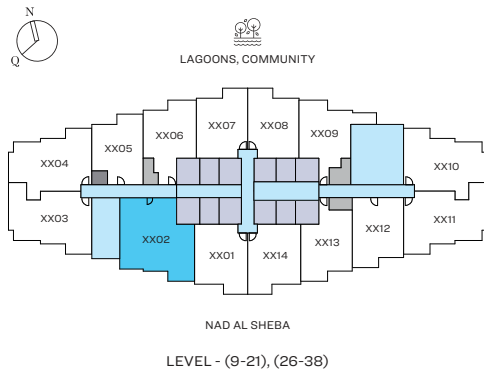 N
Q
LAGOONS, COMMUNITY
XX07 XX08
XX06 XX09
XX05
XX04 XX10
XX03 XX11
XX02 XX12
XX01 XX14 XX13
NAD AL SHEBA
LEVEL - (9-21), (26-38)